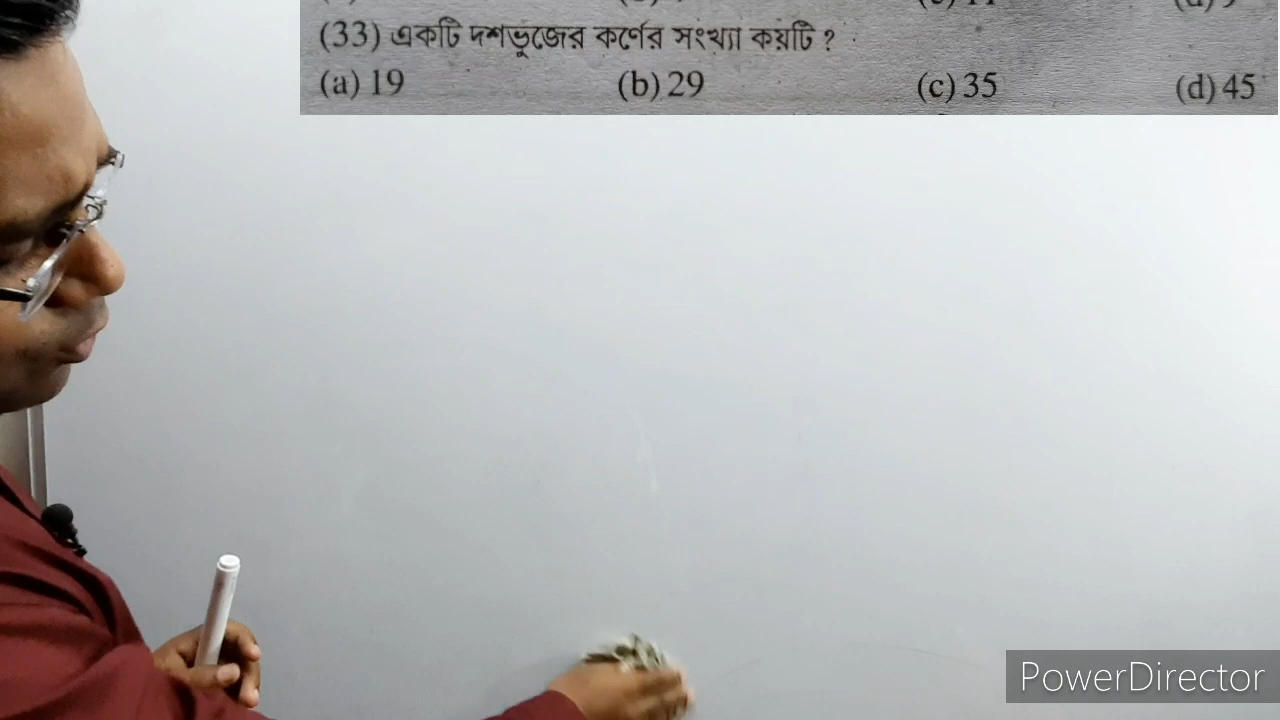 (33) একটি দশভুজের কর্ণের সংখ্যা কয়টি ?
(a) 19 (b) 29 (c) 35 (d) 45
PowerDirector